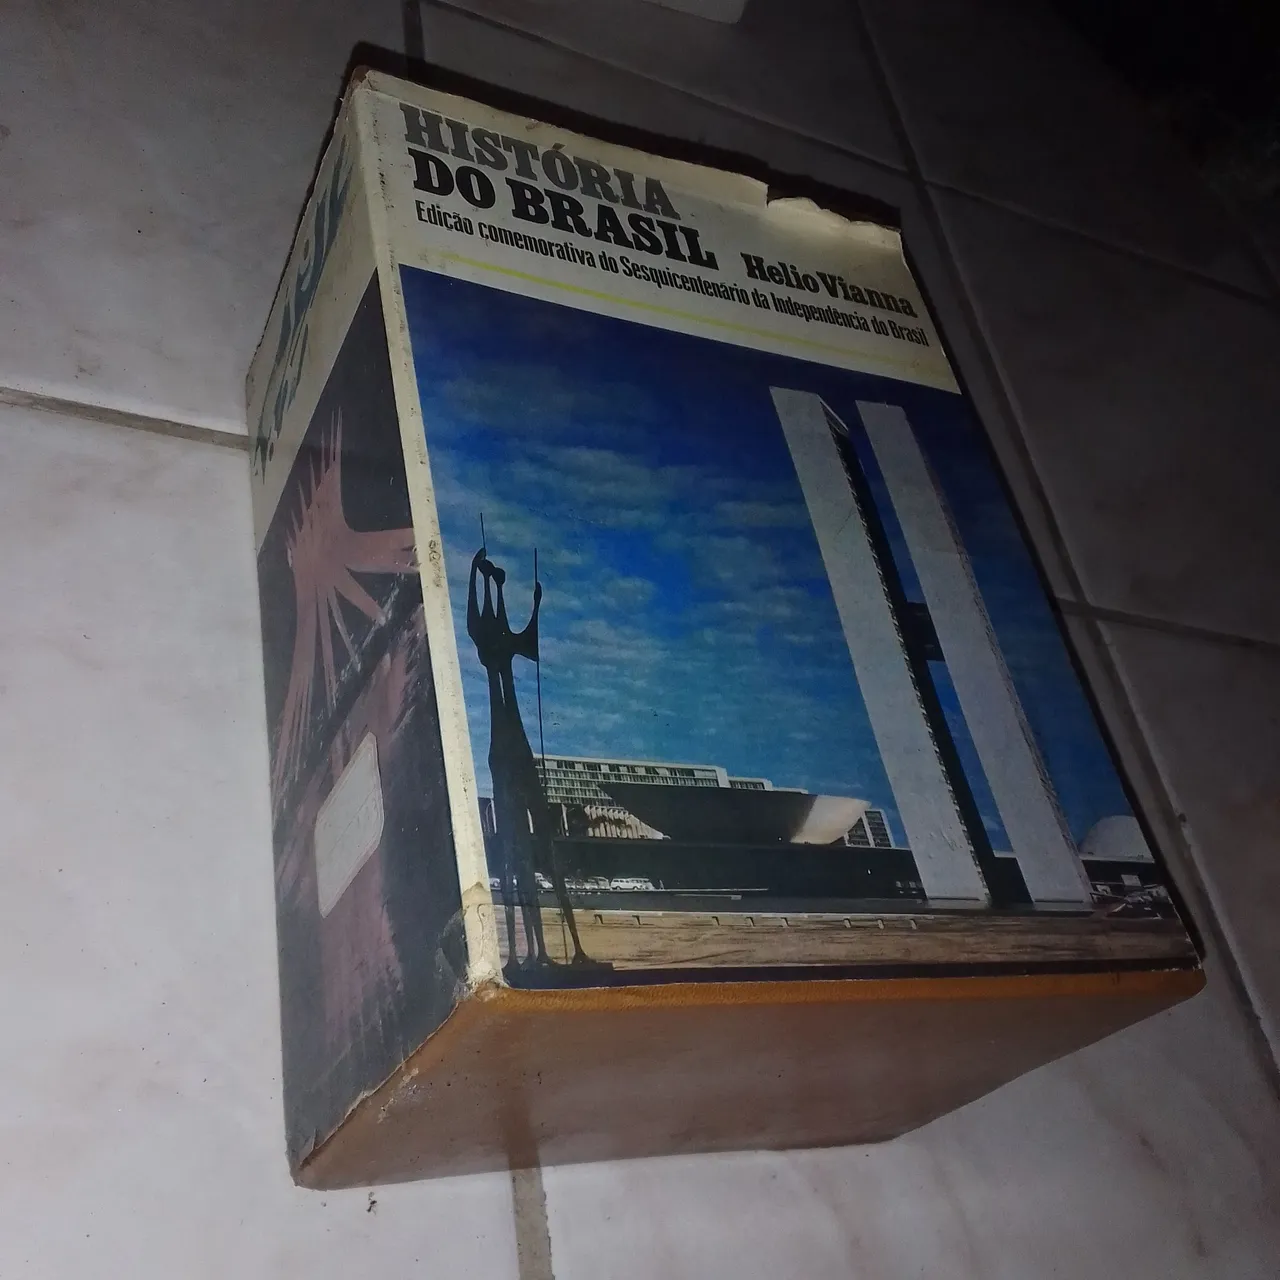 HISTÓRIA
DO BRASIL Helio Vianna
Edição comemorativa do Sesquicentenário da Independência do Brasil